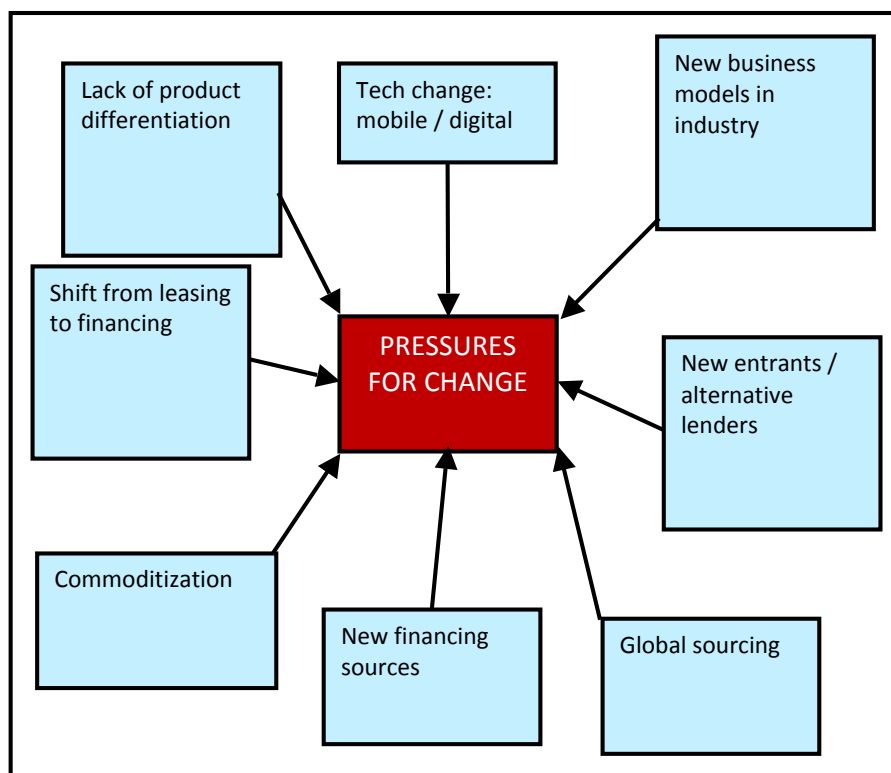 Lack of product
differentiation
Tech change:
mobile / digital
New business
models in
industry
Shift from leasing
to financing
PRESSURES
FOR CHANGE
New entrants /
alternative
lenders
Commoditization
New financing
sources
Global sourcing